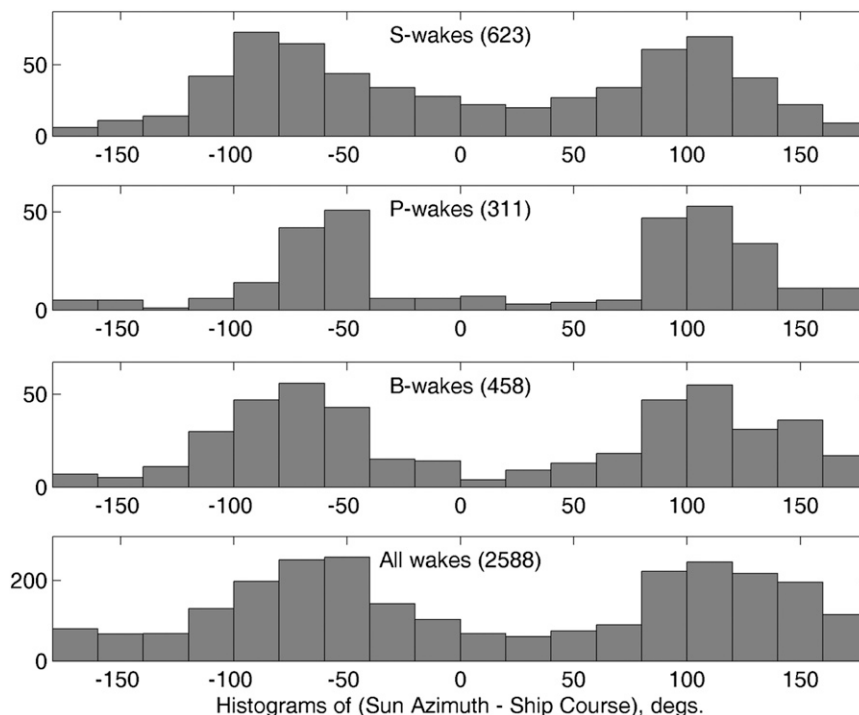 S-wakes (623)
50
0
-150 -100 -50 0 50 100 150
P-wakes (311)
50
0
-150 -100 -50 0 50 100 150
B-wakes (458)
50
0
-150 -100 -50 0 50 100 150
All wakes (2588)
200
0
-150 -100 -50 0 50 100 150
Histograms of (Sun Azimuth - Ship Course), degs.